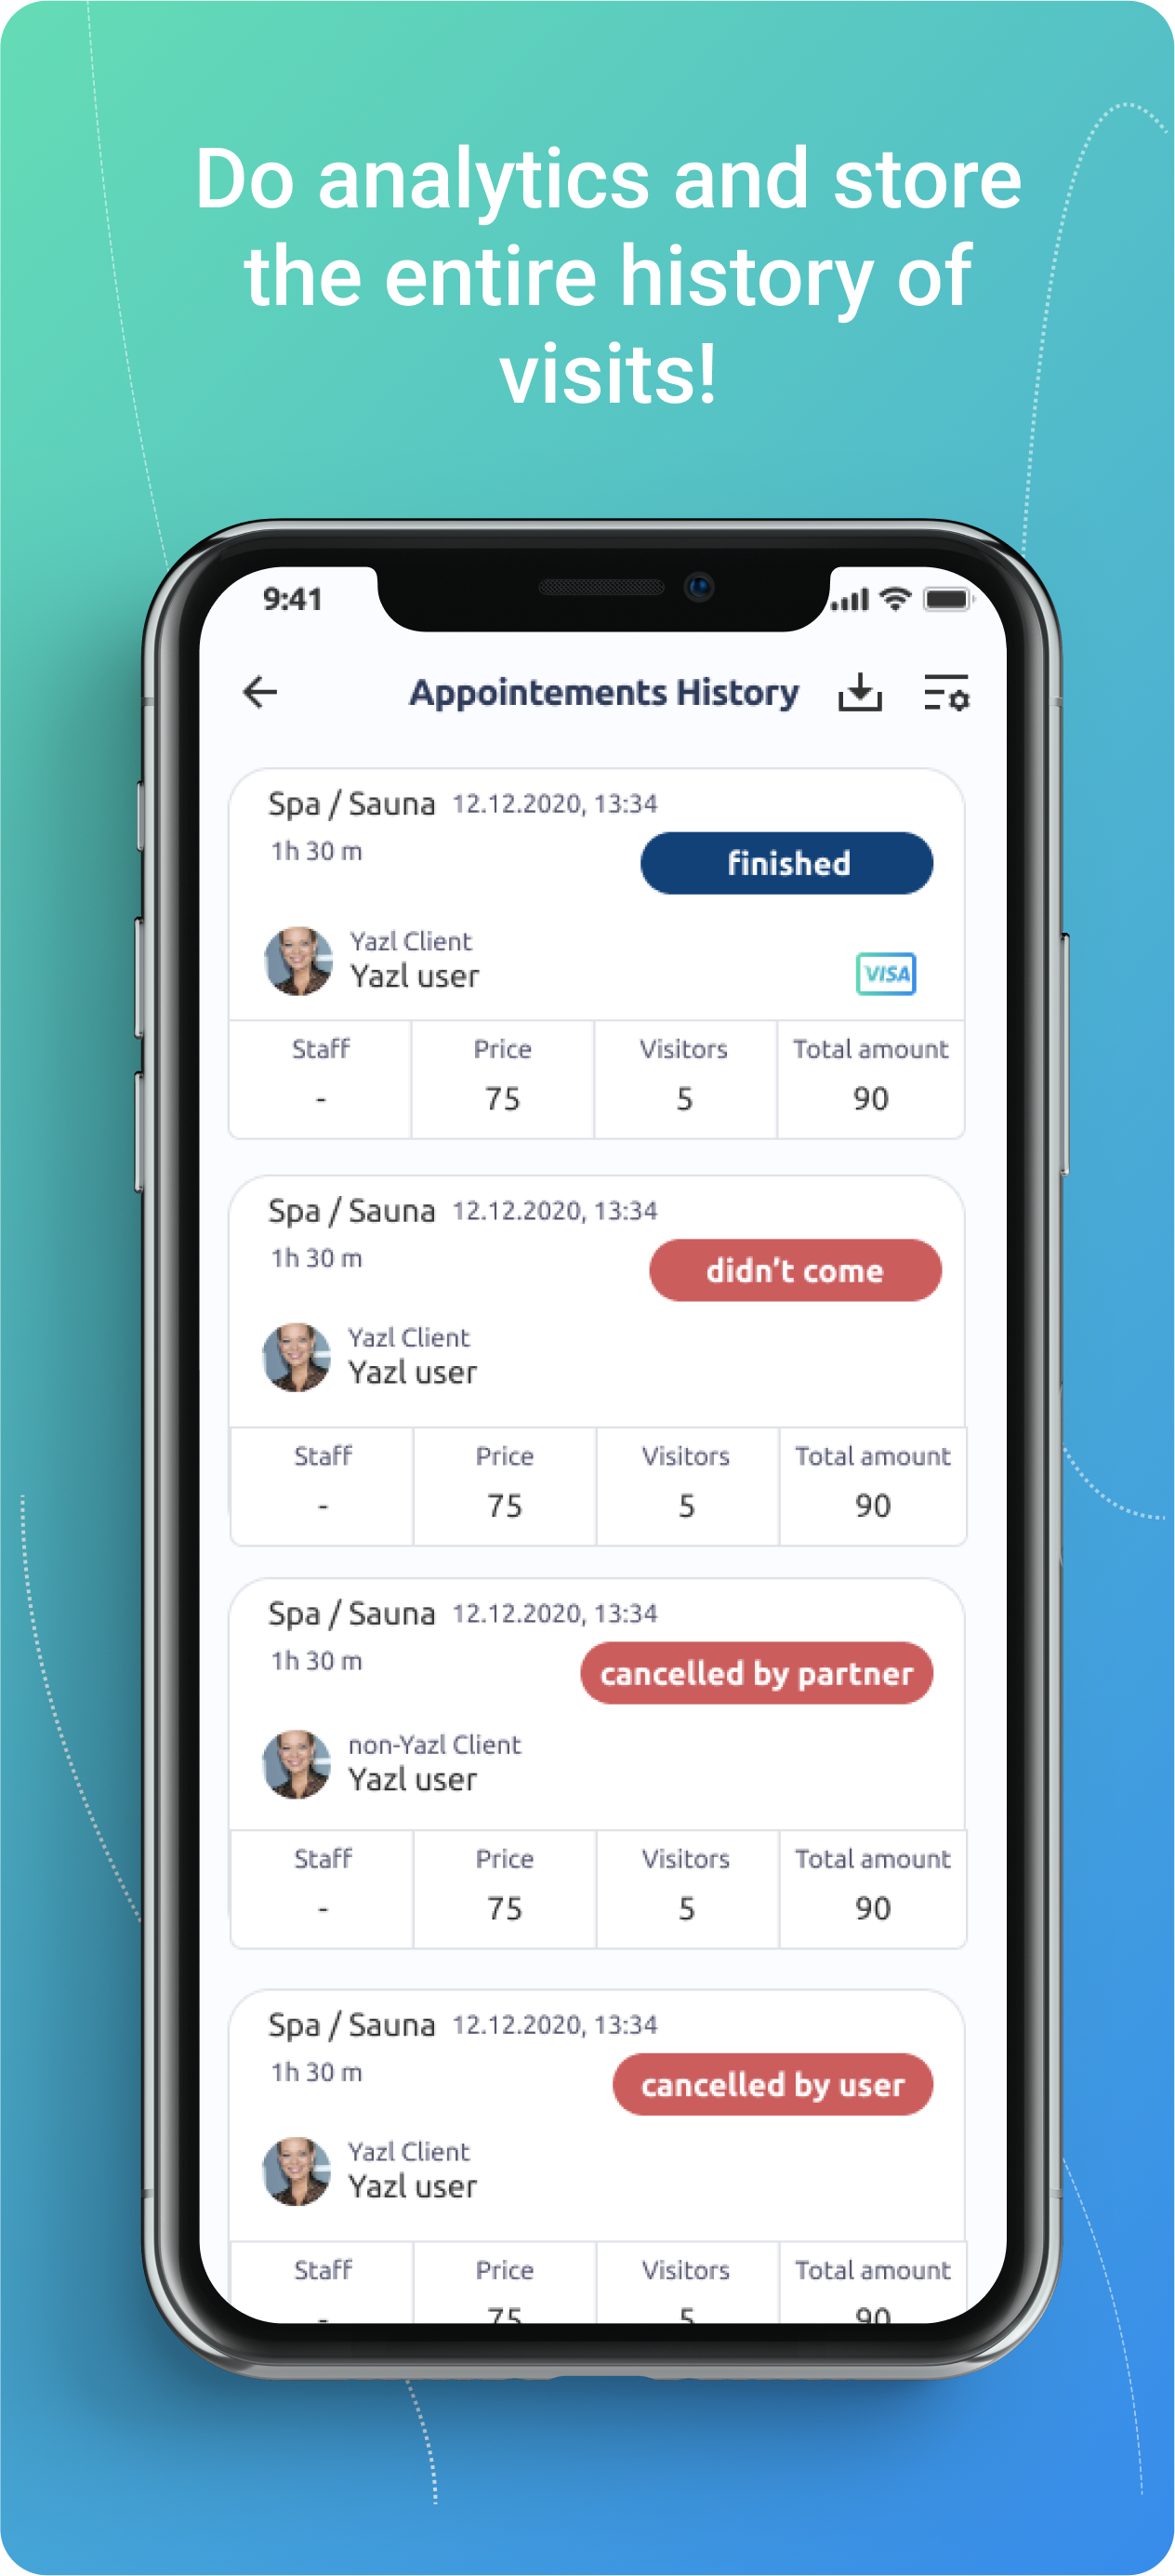 Do analytics and store
the entire history of
visits!
9:41
Appointements History
Spa / Sauna 12.12.2020, 13:34
1h 30 m
finished
Yazl Client
Yazl user
VISA
Staff Price Visitors Total amount
- 75 5 90
Spa / Sauna 12.12.2020, 13:34
1h 30 m
didn’t come
Yazl Client
Yazl user
Staff Price Visitors Total amount
- 75 5 90
Spa / Sauna 12.12.2020, 13:34
1h 30 m
cancelled by partner
non-Yazl Client
Yazl user
Staff Price Visitors Total amount
- 75 5 90
Spa / Sauna 12.12.2020, 13:34
1h 30 m
cancelled by user
Yazl Client
Yazl user
Staff Price Visitors Total amount
- 75 5 90